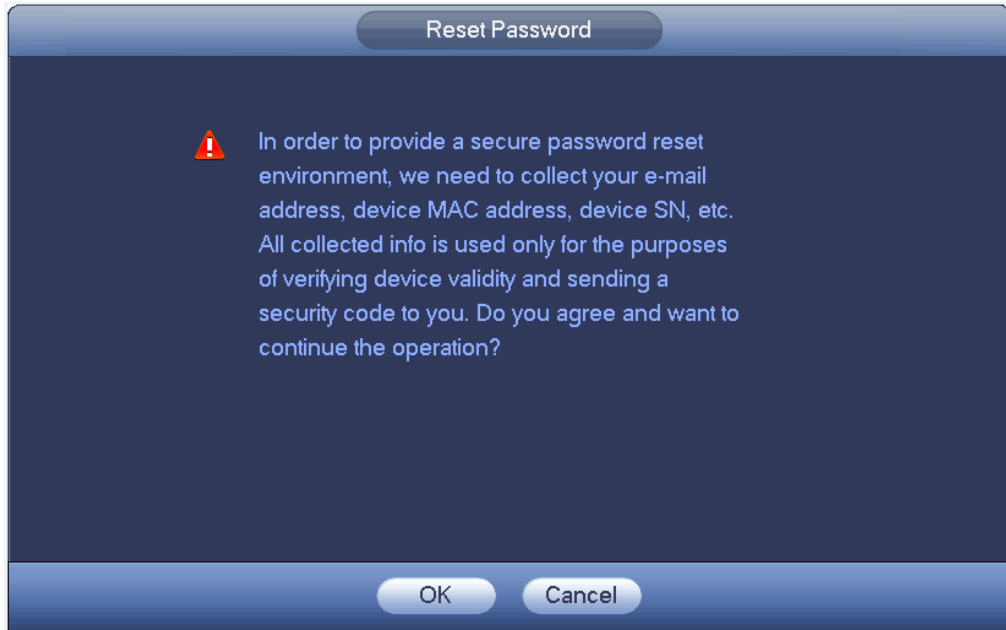 Reset Password
In order to provide a secure password reset
environment, we need to collect your e-mail
address, device MAC address, device SN, etc.
All collected info is used only for the purposes
of verifying device validity and sending a
security code to you. Do you agree and want to
continue the operation?
OK
Cancel